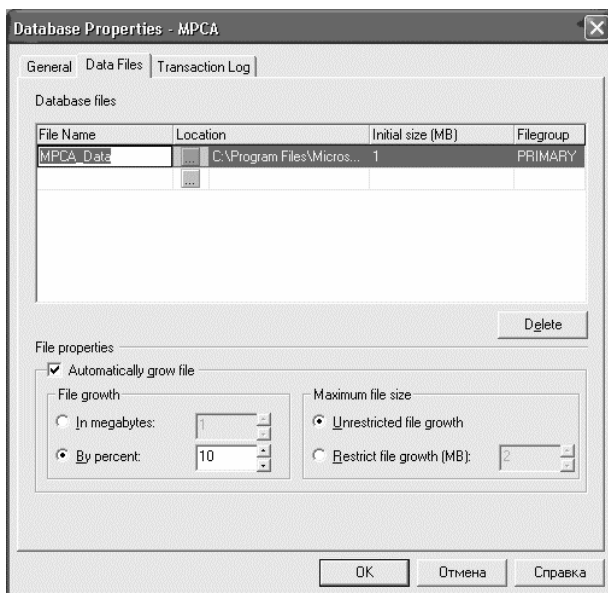 Database Properties - MPCA
General Data Files Transaction Log
Database files
File Name Location Initial size (MB) Filegroup
MPCA_Data ... C:\Program Files\Micros... 1 PRIMARY
...
Delete
File properties
Automatically grow file
File growth Maximum file size
In megabytes: 1 Unrestricted file growth
By percent: 10 Restrict file growth (MB): 2
OK Отмена Справка